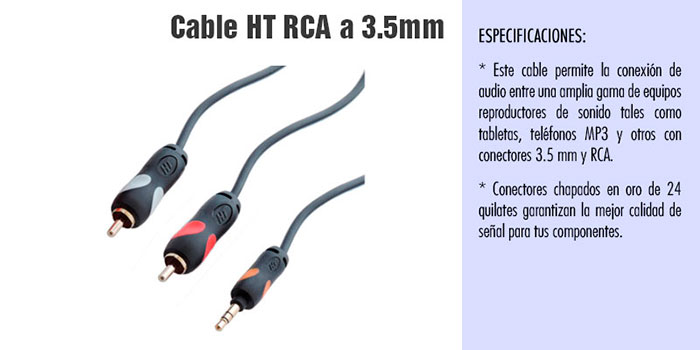 Cable HT RCA a 3.5mm
ESPECIFICACIONES:
* Este cable permite la conexión de
audio entre una amplia gama de equipos
reproductores de sonido tales como
tabletas, teléfonos MP3 y otros con
conectores 3.5 mm y RCA.
* Conectores chapados en oro de 24
quilates garantizan la mejor calidad de
señal para tus componentes.